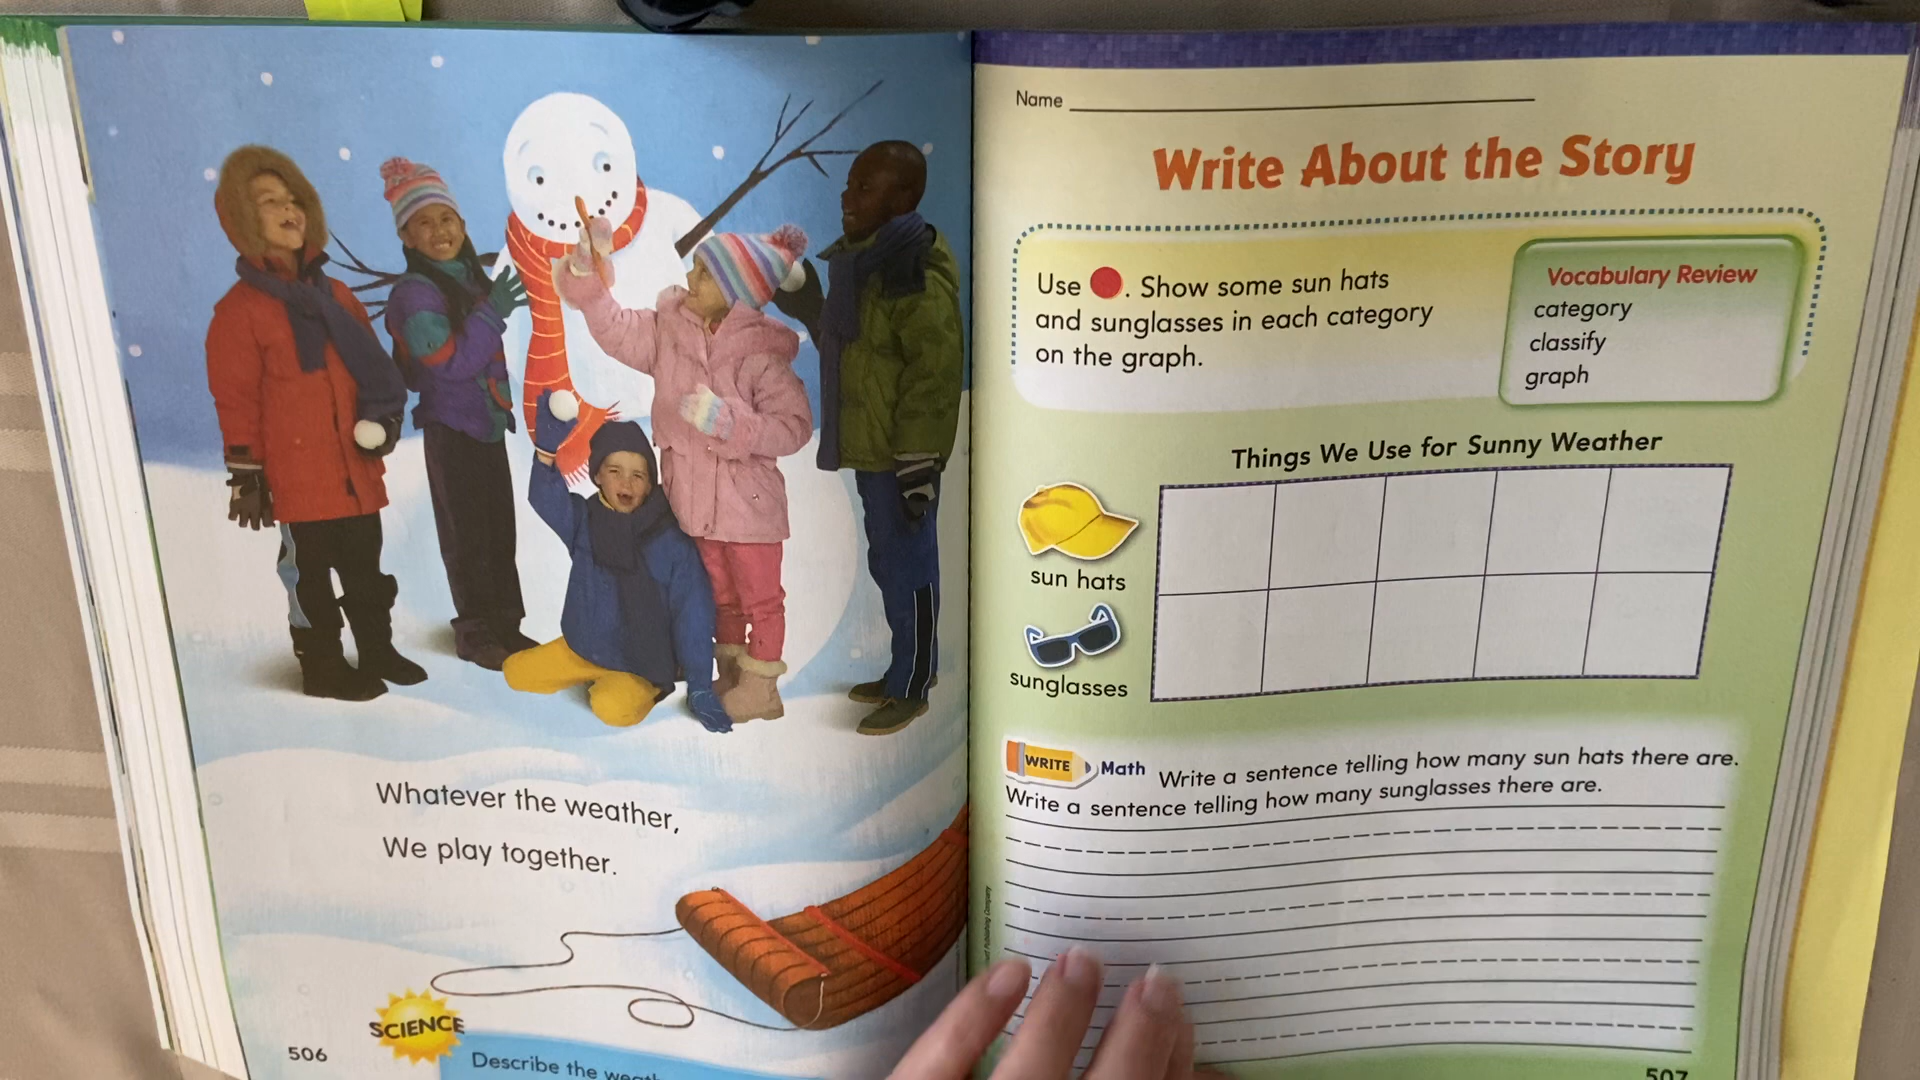 Whatever the weather,
We play together.
SCIENCE
506
Describe the
Name
Write About the Story
Use . Show some sun hats
and sunglasses in each category
on the graph.
Vocabulary Review
category
classify
graph
Things We Use for Sunny Weather
sun hats
sunglasses
WRITE Math Write a sentence telling how many sun hats there are.
Write a sentence telling how many sunglasses there are.
Publishing Company
507